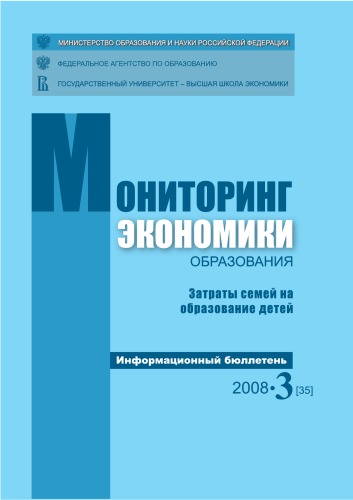 МИНИСТЕРСТВО ОБРАЗОВАНИЯ И НАУКИ РОССИЙСКОЙ ФЕДЕРАЦИИ
ФЕДЕРАЛЬНОЕ АГЕНТСТВО ПО ОБРАЗОВАНИЮ
ГОСУДАРСТВЕННЫЙ УНИВЕРСИТЕТ – ВЫСШАЯ ШКОЛА ЭКОНОМИКИ
МОНИТОРИНГ
ЭКОНОМИКИ
ОБРАЗОВАНИЯ
Затраты семей на
образование детей
Информационный бюллетень
2008·3 [35]